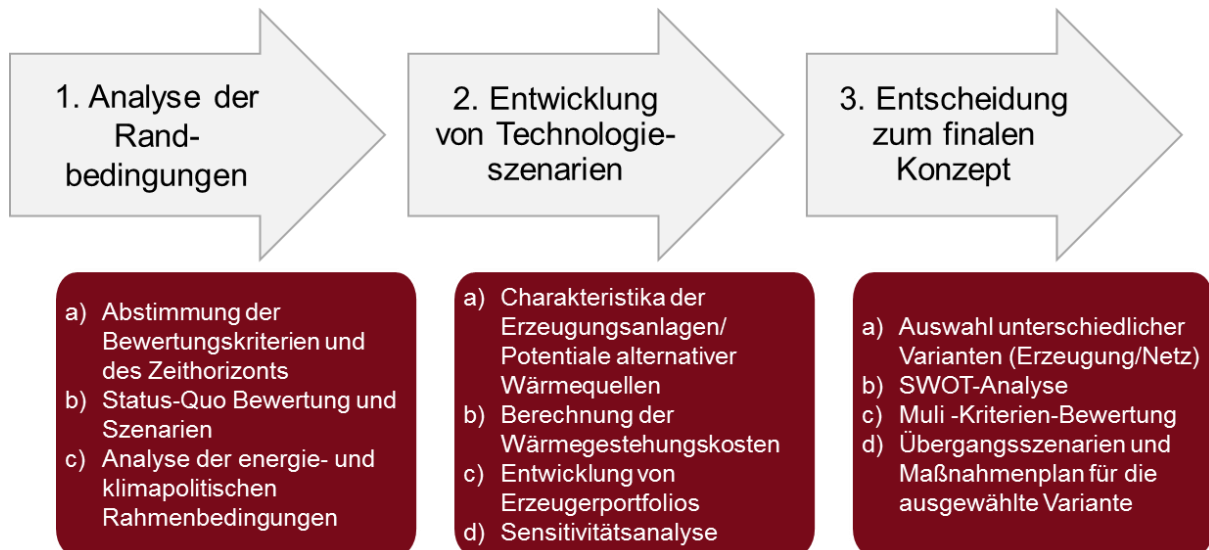 1. Analyse der
Rand-
bedingungen
a) Abstimmung der
Bewertungskriterien und
des Zeithorizonts
b) Status-Quo Bewertung und
Szenarien
c) Analyse der energie- und
klimapolitischen
Rahmenbedingungen
2. Entwicklung
von Technologie-
szenarien
a) Charakteristika der
Erzeugungsanlagen/
Potentiale alternativer
Wärmequellen
b) Berechnung der
Wärmegestehungskosten
c) Entwicklung von
Erzeugerportfolios
d) Sensitivitätsanalyse
3. Entscheidung
zum finalen
Konzept
a) Auswahl unterschiedlicher
Varianten (Erzeugung/Netz)
b) SWOT-Analyse
c) Muli -Kriterien-Bewertung
d) Übergangsszenarien und
Maßnahmenplan für die
ausgewählte Variante